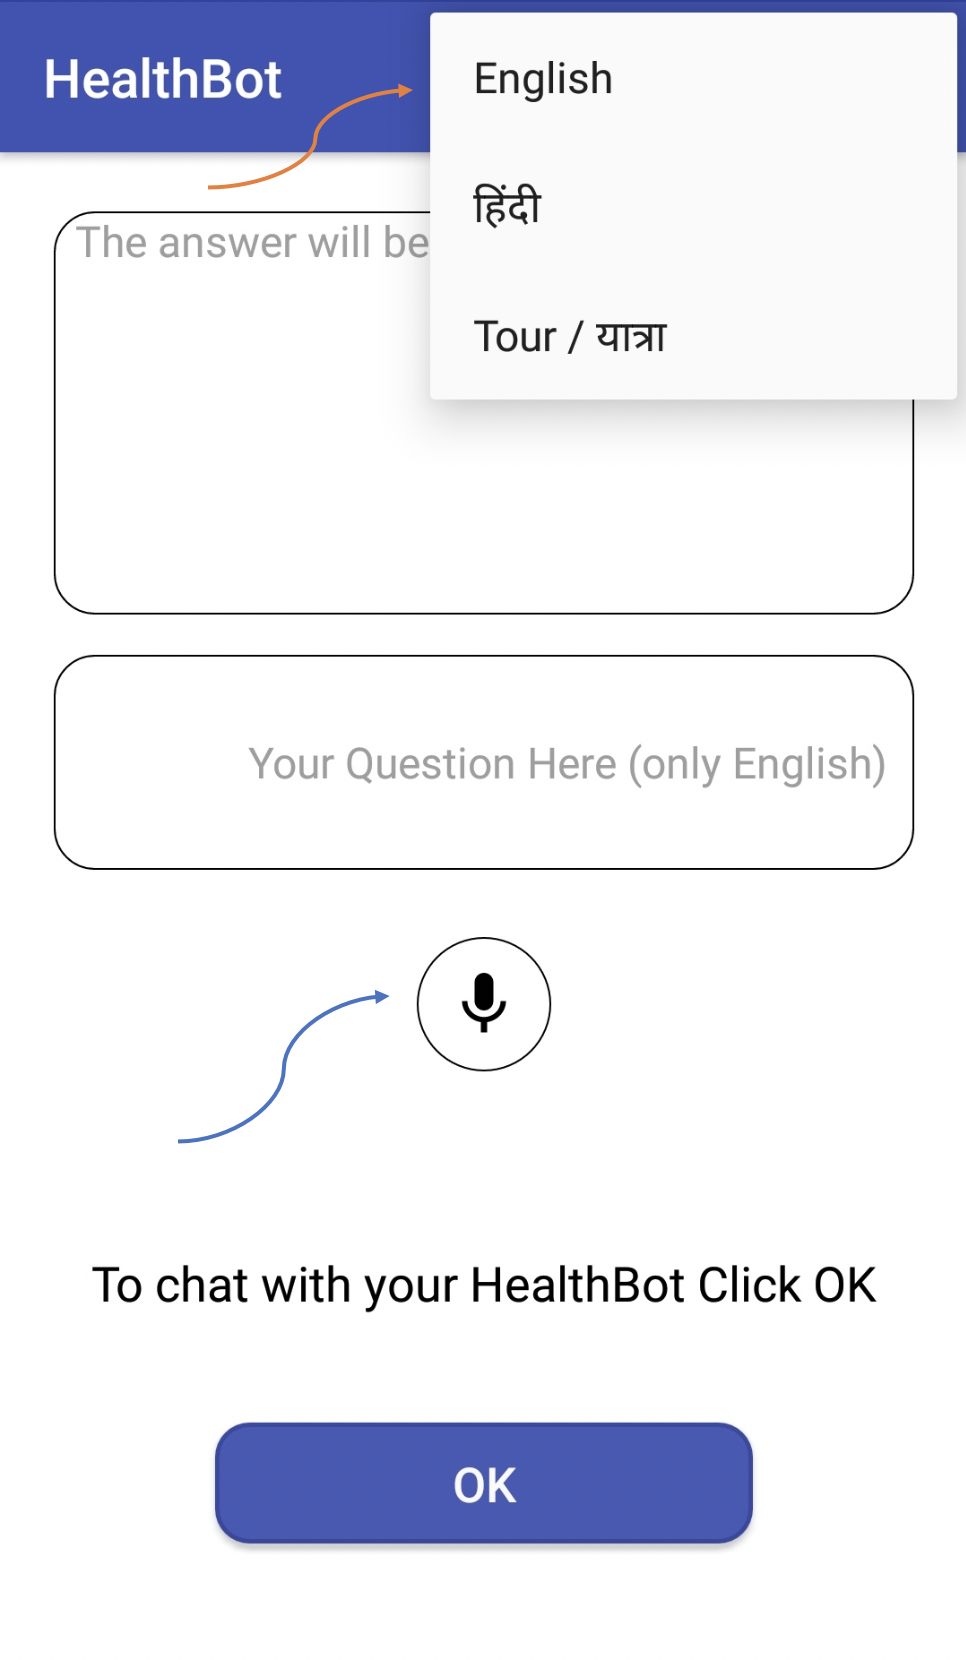 HealthBot
English
हिंदी
Tour / यात्रा
The answer will be
Your Question Here (only English)
To chat with your HealthBot Click OK
OK